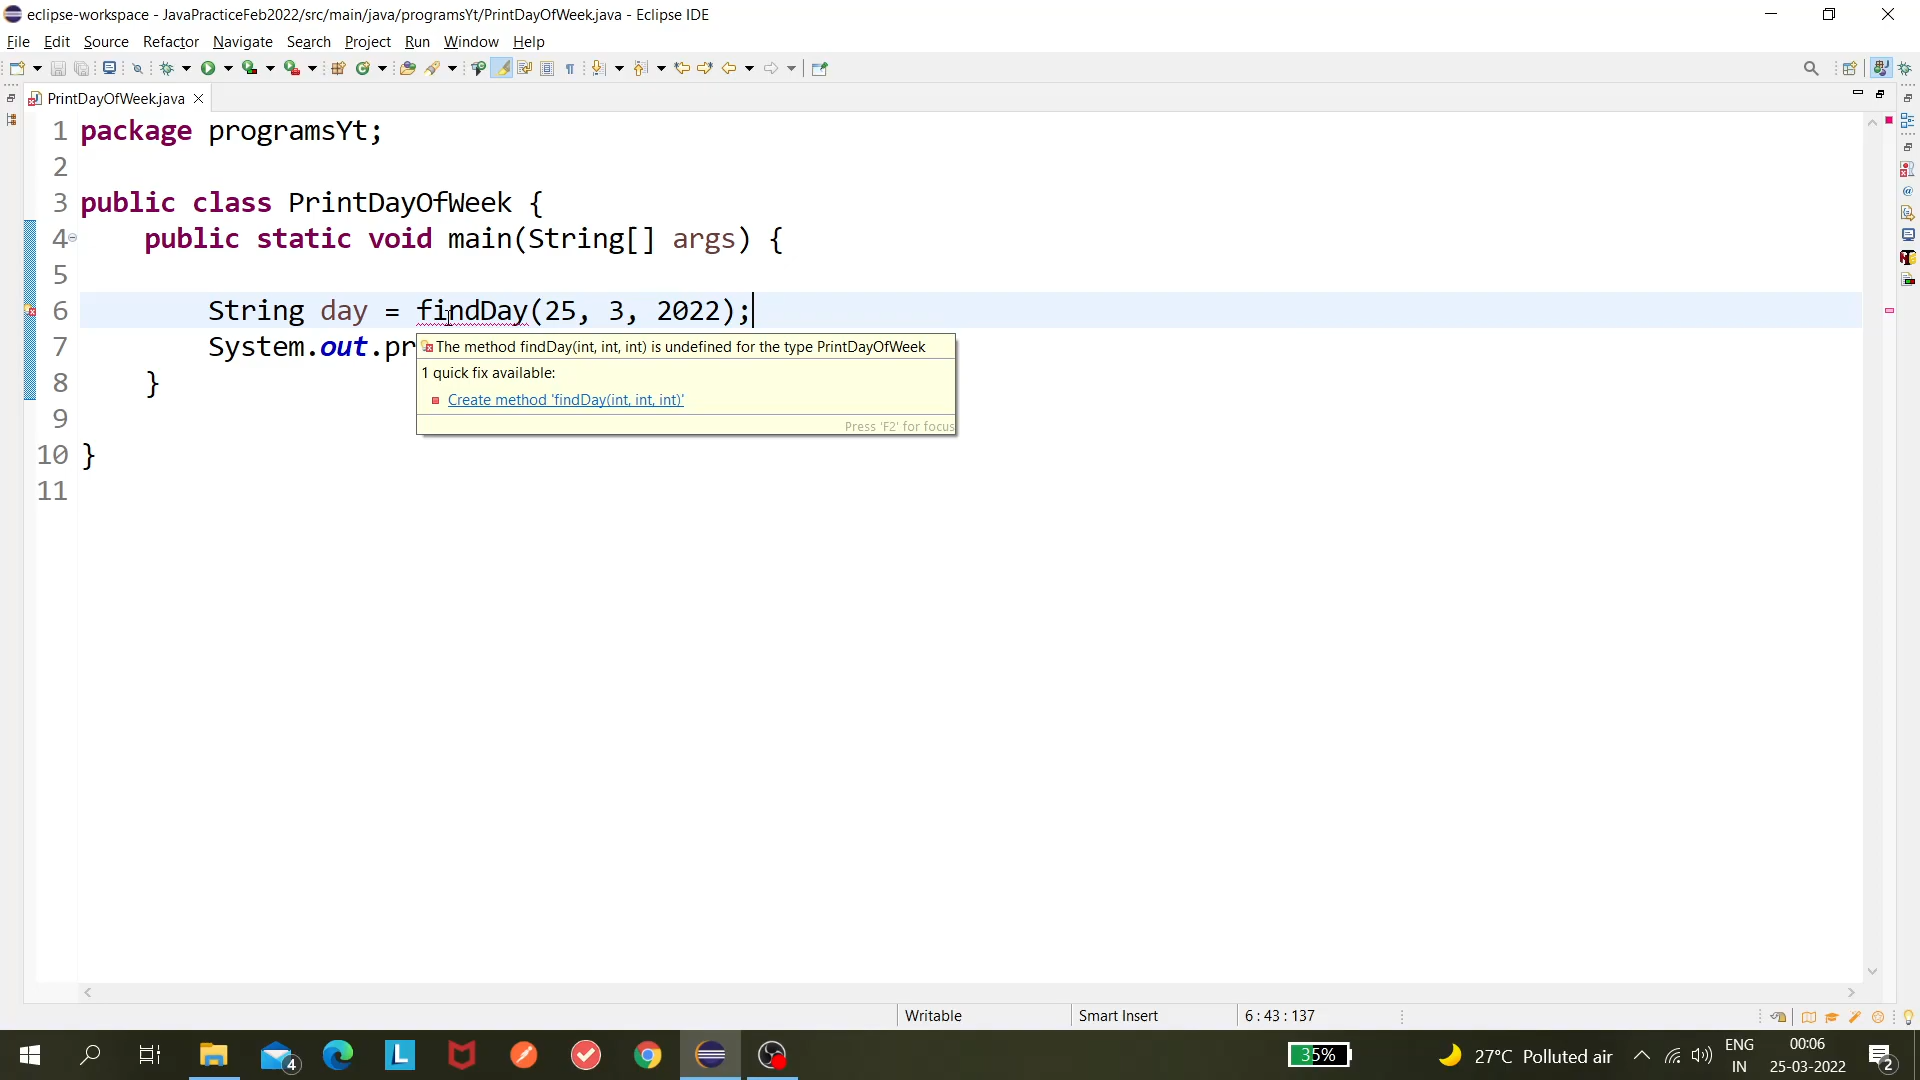 eclipse-workspace - JavaPracticeFeb2022/src/main/java/programsYt/PrintDayOfWeek.java - Eclipse IDE
File Edit Source Refactor Navigate Search Project Run Window Help
PrintDayOfWeek.java
1 package programsYt;
2
3 public class PrintDayOfWeek {
4 public static void main(String[] args) {
5
6 String day = findDay(25, 3, 2022);
7 System.out.pr
The method findDay(int, int, int) is undefined for the type PrintDayOfWeek
1 quick fix available:
8 }
Create method 'findDay(int, int, int)'
9
Press 'F2' for focus
10 }
11
Writable Smart Insert 6 : 43 : 137
4 L 35% 27°C Polluted air ENG IN 00:06 25-03-2022 2